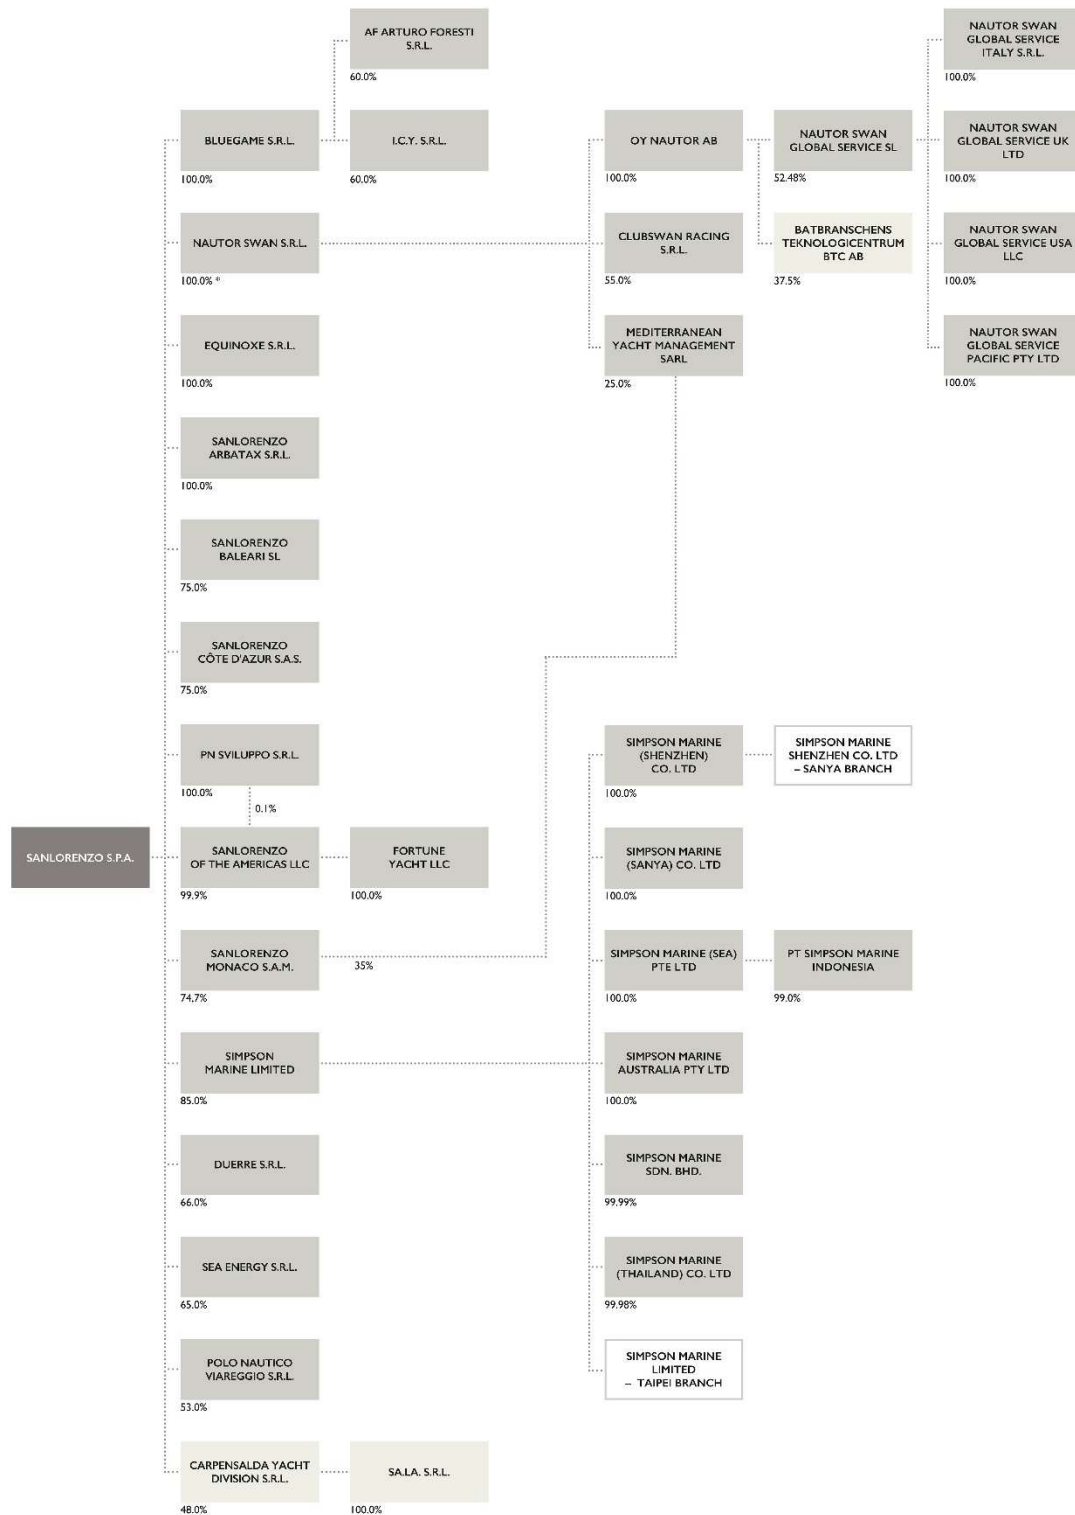 AF ARTURO FORESTI
S.R.L.
60.0%
NAUTOR SWAN
GLOBAL SERVICE
ITALY S.R.L.
100.0%
BLUEGAME S.R.L.
100.0%
I.C.Y. S.R.L.
60.0%
OY NAUTOR AB
100.0%
NAUTOR SWAN
GLOBAL SERVICE SL
52.48%
NAUTOR SWAN
GLOBAL SERVICE UK
LTD
100.0%
NAUTOR SWAN S.R.L.
100.0% *⁾
CLUBSWAN RACING
S.R.L.
55.0%
BATBRANSCHENS
TEKNOLOGICENTRUM
BTC AB
37.5%
NAUTOR SWAN
GLOBAL SERVICE USA
LLC
100.0%
EQUINOXE S.R.L.
100.0%
MEDITERRANEAN
YACHT MANAGEMENT
SARL
25.0%
NAUTOR SWAN
GLOBAL SERVICE
PACIFIC PTY LTD
100.0%
SANLORENZO
ARBATAX S.R.L.
100.0%
SANLORENZO
BALEARI SL
75.0%
SANLORENZO
CÔTE D'AZUR S.A.S.
75.0%
PN SVILUPPO S.R.L.
100.0%
0.1%
SIMPSON MARINE
(SHENZHEN)
CO. LTD
100.0%
SIMPSON MARINE
SHENZHEN CO. LTD
– SANYA BRANCH
SANLORENZO S.P.A.
SANLORENZO
OF THE AMERICAS LLC
99.9%
FORTUNE
YACHT LLC
100.0%
SIMPSON MARINE
(SANYA) CO. LTD
100.0%
SANLORENZO
MONACO S.A.M.
74.7%
35%
SIMPSON MARINE (SEA)
PTE LTD
100.0%
PT SIMPSON MARINE
INDONESIA
99.0%
SIMPSON
MARINE LIMITED
85.0%
SIMPSON MARINE
AUSTRALIA PTY LTD
100.0%
DUERRE S.R.L.
66.0%
SIMPSON MARINE
SDN. BHD.
99.99%
SEA ENERGY S.R.L.
65.0%
SIMPSON MARINE
(THAILAND) CO. LTD
99.98%
POLO NAUTICO
VIAREGGIO S.R.L.
53.0%
SIMPSON MARINE
LIMITED
– TAIPEI BRANCH
CARPENSALDA YACHT
DIVISION S.R.L.
48.0%
SA.LA. S.R.L.
100.0%